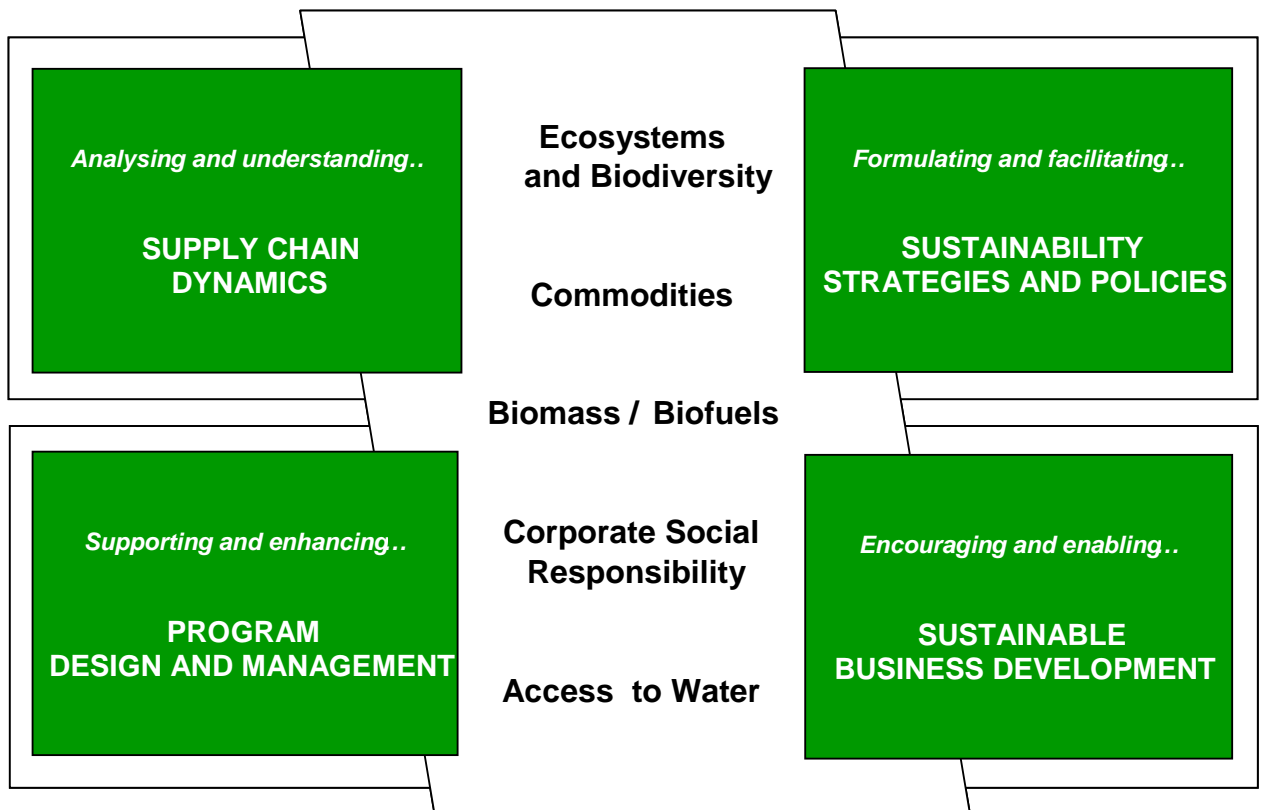 Analysing and understanding..
SUPPLY CHAIN
DYNAMICS
Ecosystems
and Biodiversity
Commodities
Biomass / Biofuels
Corporate Social
Responsibility
Access to Water
Formulating and facilitating...
SUSTAINABILITY
STRATEGIES AND POLICIES
Supporting and enhancing...
PROGRAM
DESIGN AND MANAGEMENT
Encouraging and enabling...
SUSTAINABLE
BUSINESS DEVELOPMENT